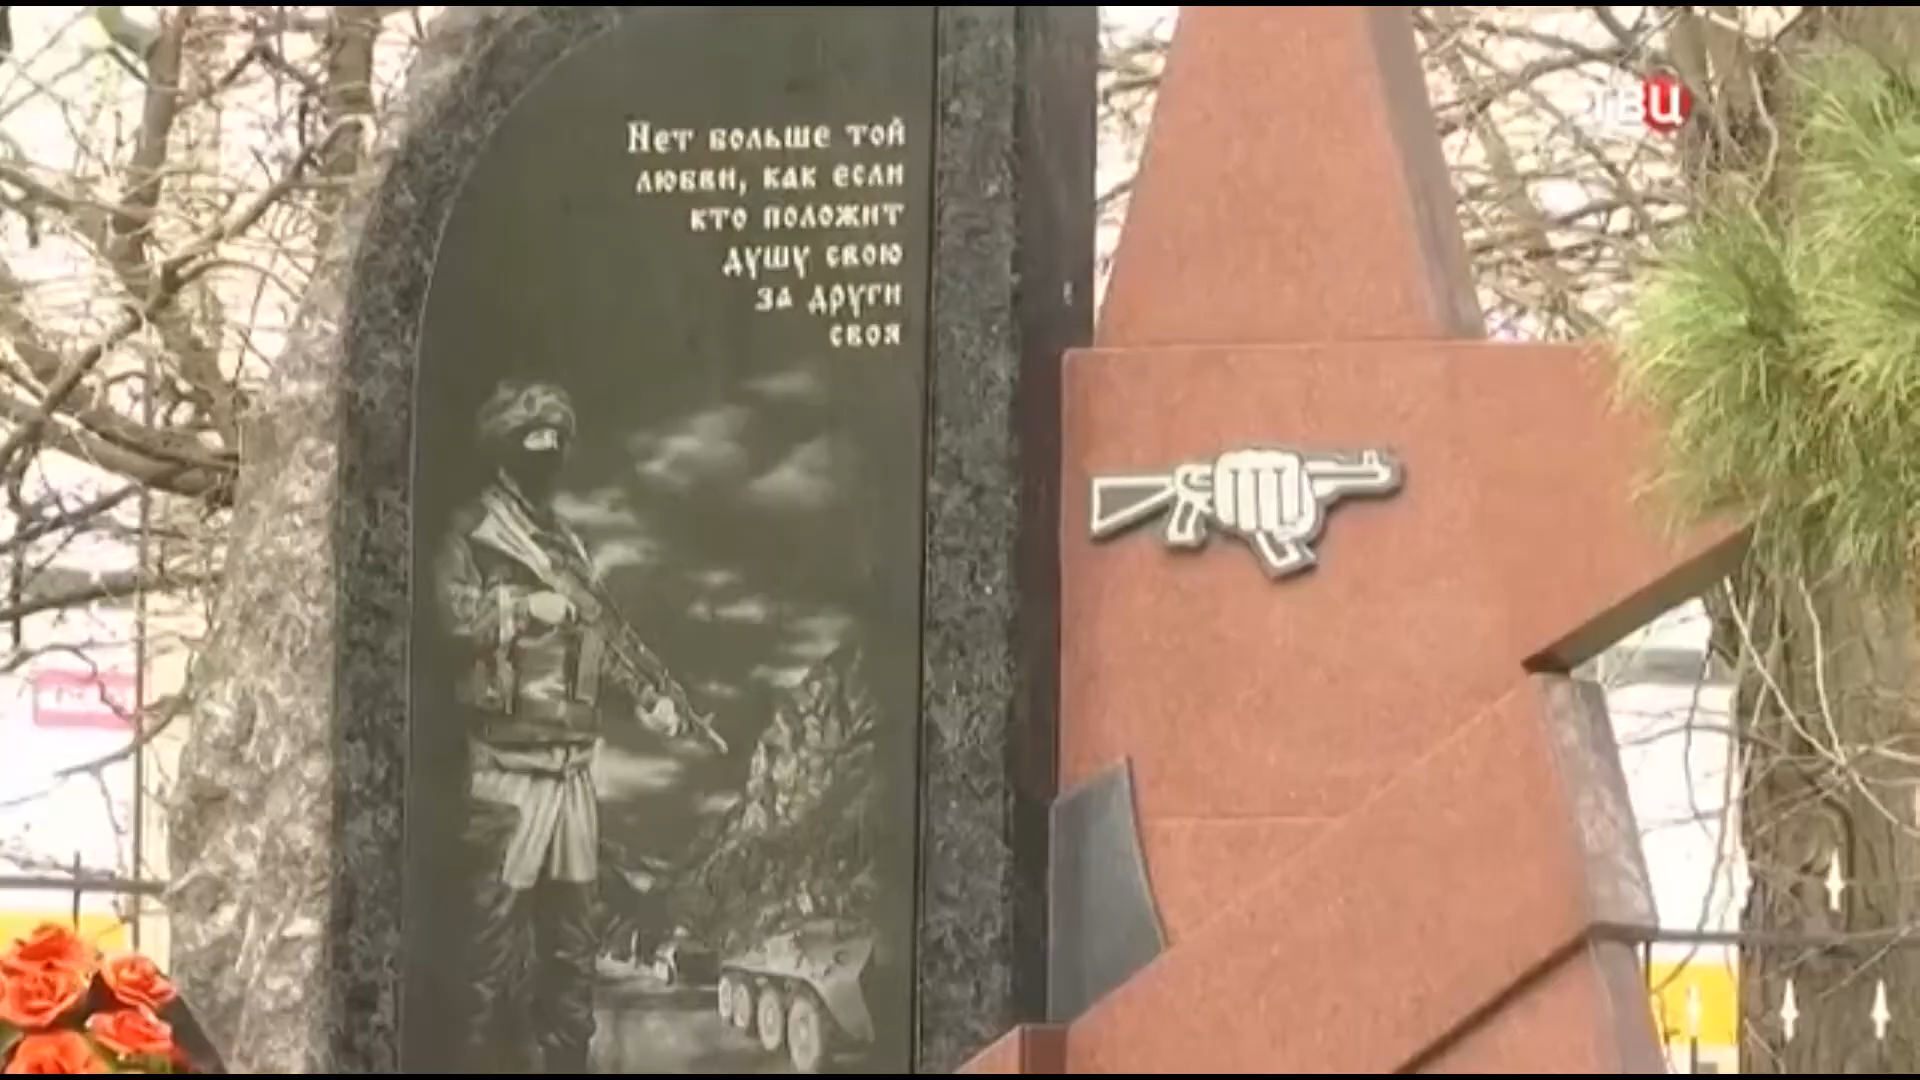 Нет больше той
любви, как если
кто положит
душу свою
за други
своя
ТВЦ